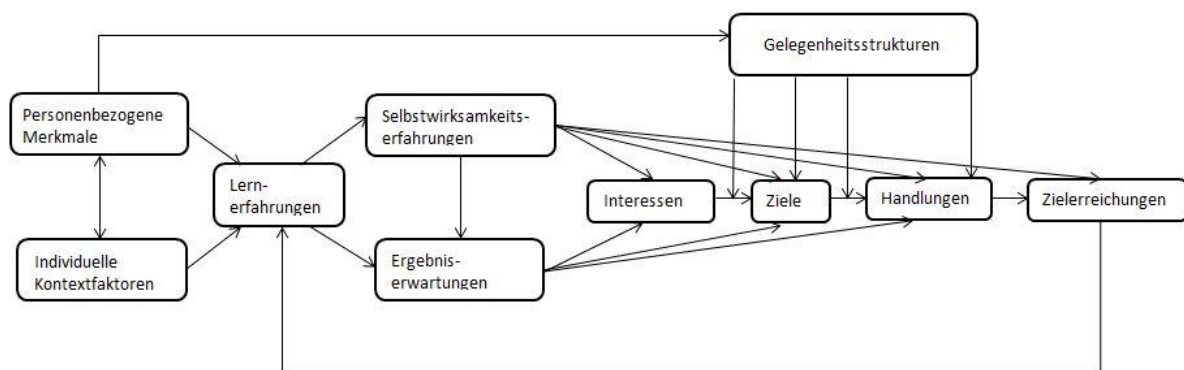 Gelegenheitsstrukturen
Personenbezogene
Merkmale
Selbstwirksamkeits-
erfahrungen
Lern-
erfahrungen
Interessen
Ziele
Handlungen
Zielerreichungen
Individuelle
Kontextfaktoren
Ergebnis-
erwartungen